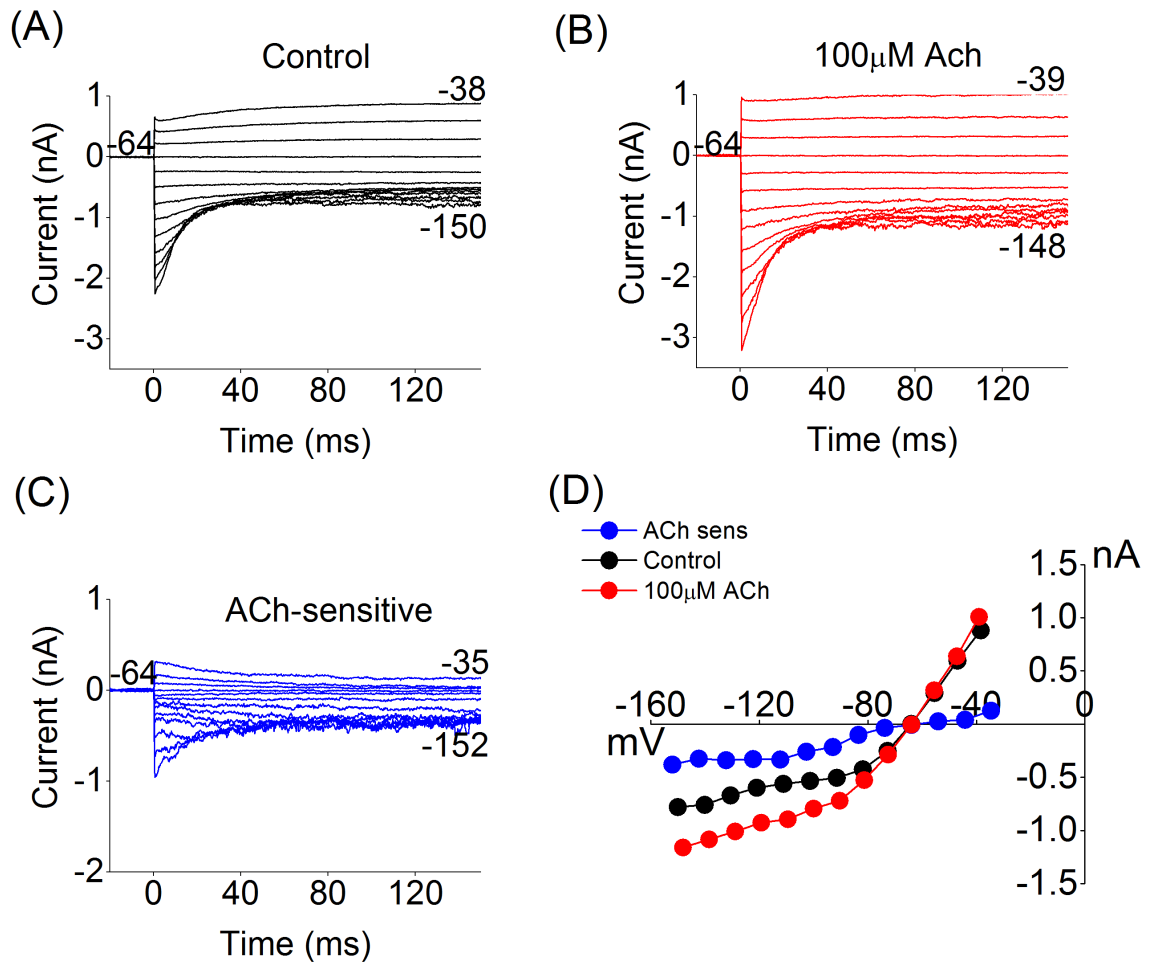 (A)
Control
-38
-64
-150
1
0
-1
-2
-3
Current (nA)
0
40
80
120
Time (ms)
(B)
100μM Ach
-39
-64
-148
1
0
-1
-2
-3
Current (nA)
0
40
80
120
Time (ms)
(C)
ACh-sensitive
-35
-64
-152
1
0
-1
-2
Current (nA)
0
40
80
120
Time (ms)
(D)
ACh sens
Control
100μM ACh
nA
1.5
1.0
0.5
-160
-120
-80
-40
0
mV
-0.5
-1.0
-1.5